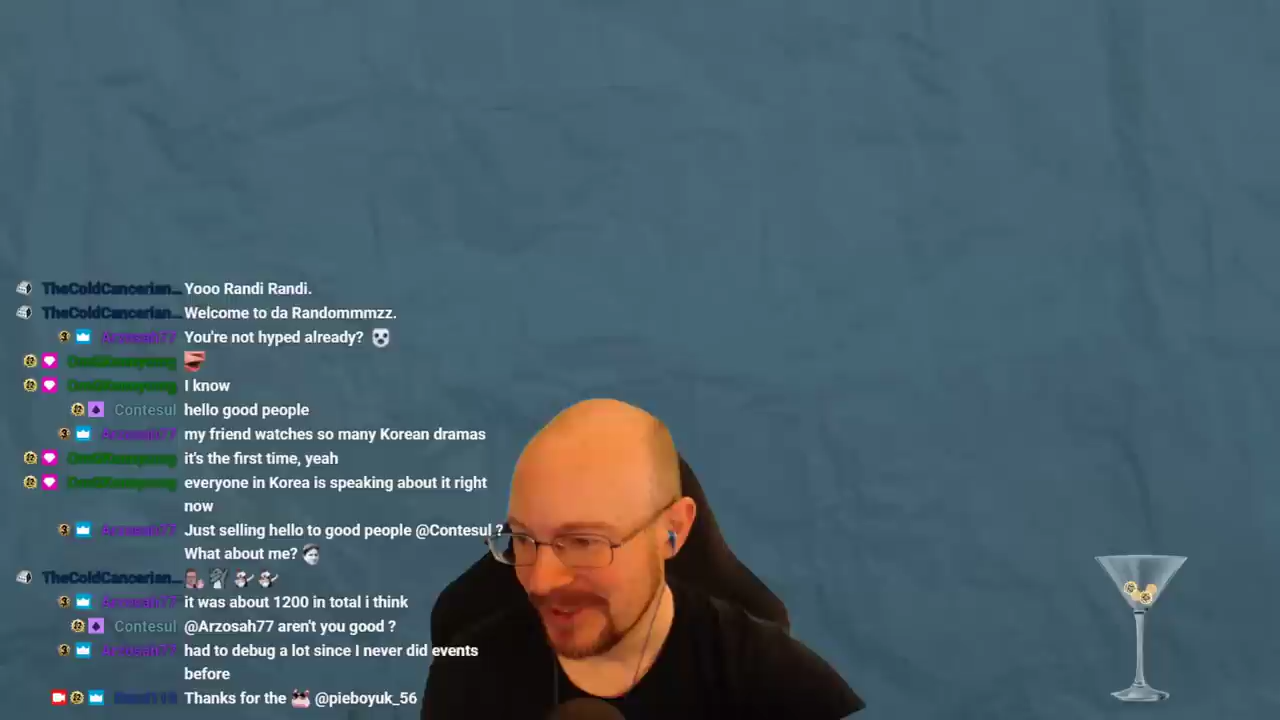 TheColdCancerian... Yooo Randi Randi.
TheColdCancerian... Welcome to da Randommmzz.
Arzosah77 You're not hyped already?
I know
Contesul hello good people
Arzosah77 my friend watches so many Korean dramas
it's the first time, yeah
everyone in Korea is speaking about it right
now
Arzosah77 Just selling hello to good people @Contesul ?
What about me?
TheColdCancerian...
Arzosah77 it was about 1200 in total i think
Contesul @Arzosah77 aren't you good ?
Arzosah77 had to debug a lot since I never did events
before
Thanks for the @pieboyuk_56